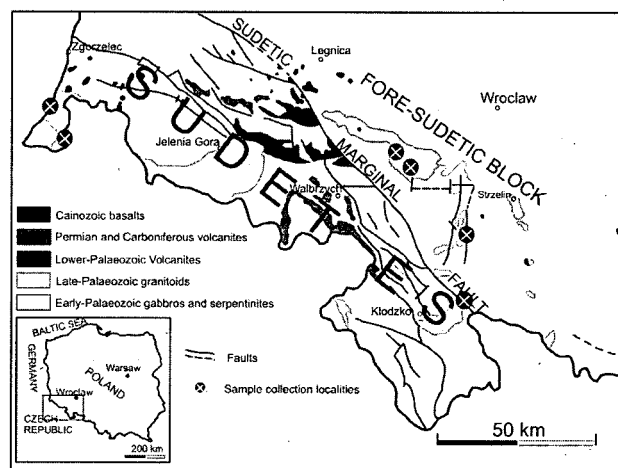 SUDETIC
Zgorzelec
Legnica
FORE-SUDETIC BLOCK
Wroclaw
SUDETES
Jelenia Gora
MARGINAL
Walbrzych
Strzelin
FAULT
Klodzko
Cainozoic basalts
Permian and Carboniferous volcanites
Lower-Palaeozoic Volcanites
Late-Palaeozoic granitoids
Early-Palaeozoic gabbros and serpentinites
BALTIC SEA
GERMANY
POLAND
Warsaw
Wroclaw
CZECH
REPUBLIC
200 km
Faults
Sample collection localities
50 km